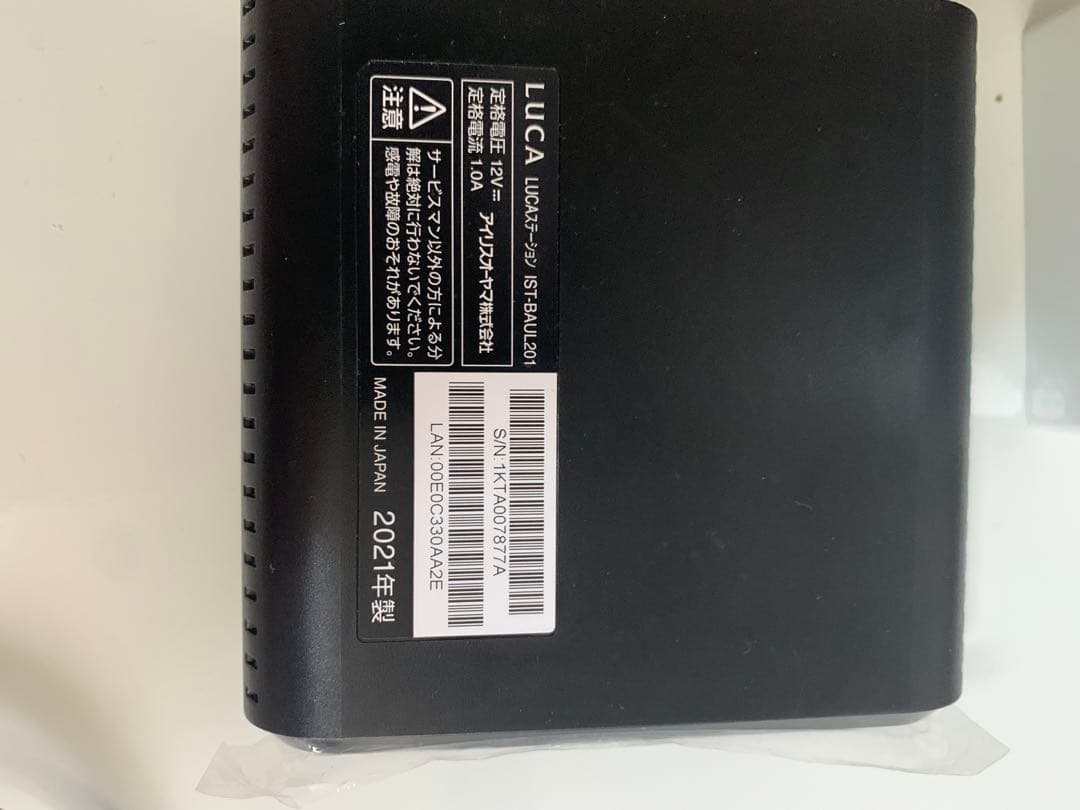 LUCA LUCAステーション IST-BAUL201
定格電圧 12V⎓
定格電流 1.0A
アイリスオーヤマ株式会社
注意
サービスマン以外の方による分
解は絶対に行わないでください。
感電や故障のおそれがあります。
S/N:1KTA007877A
LAN:00E0C330AA2E
MADE IN JAPAN 2021年製